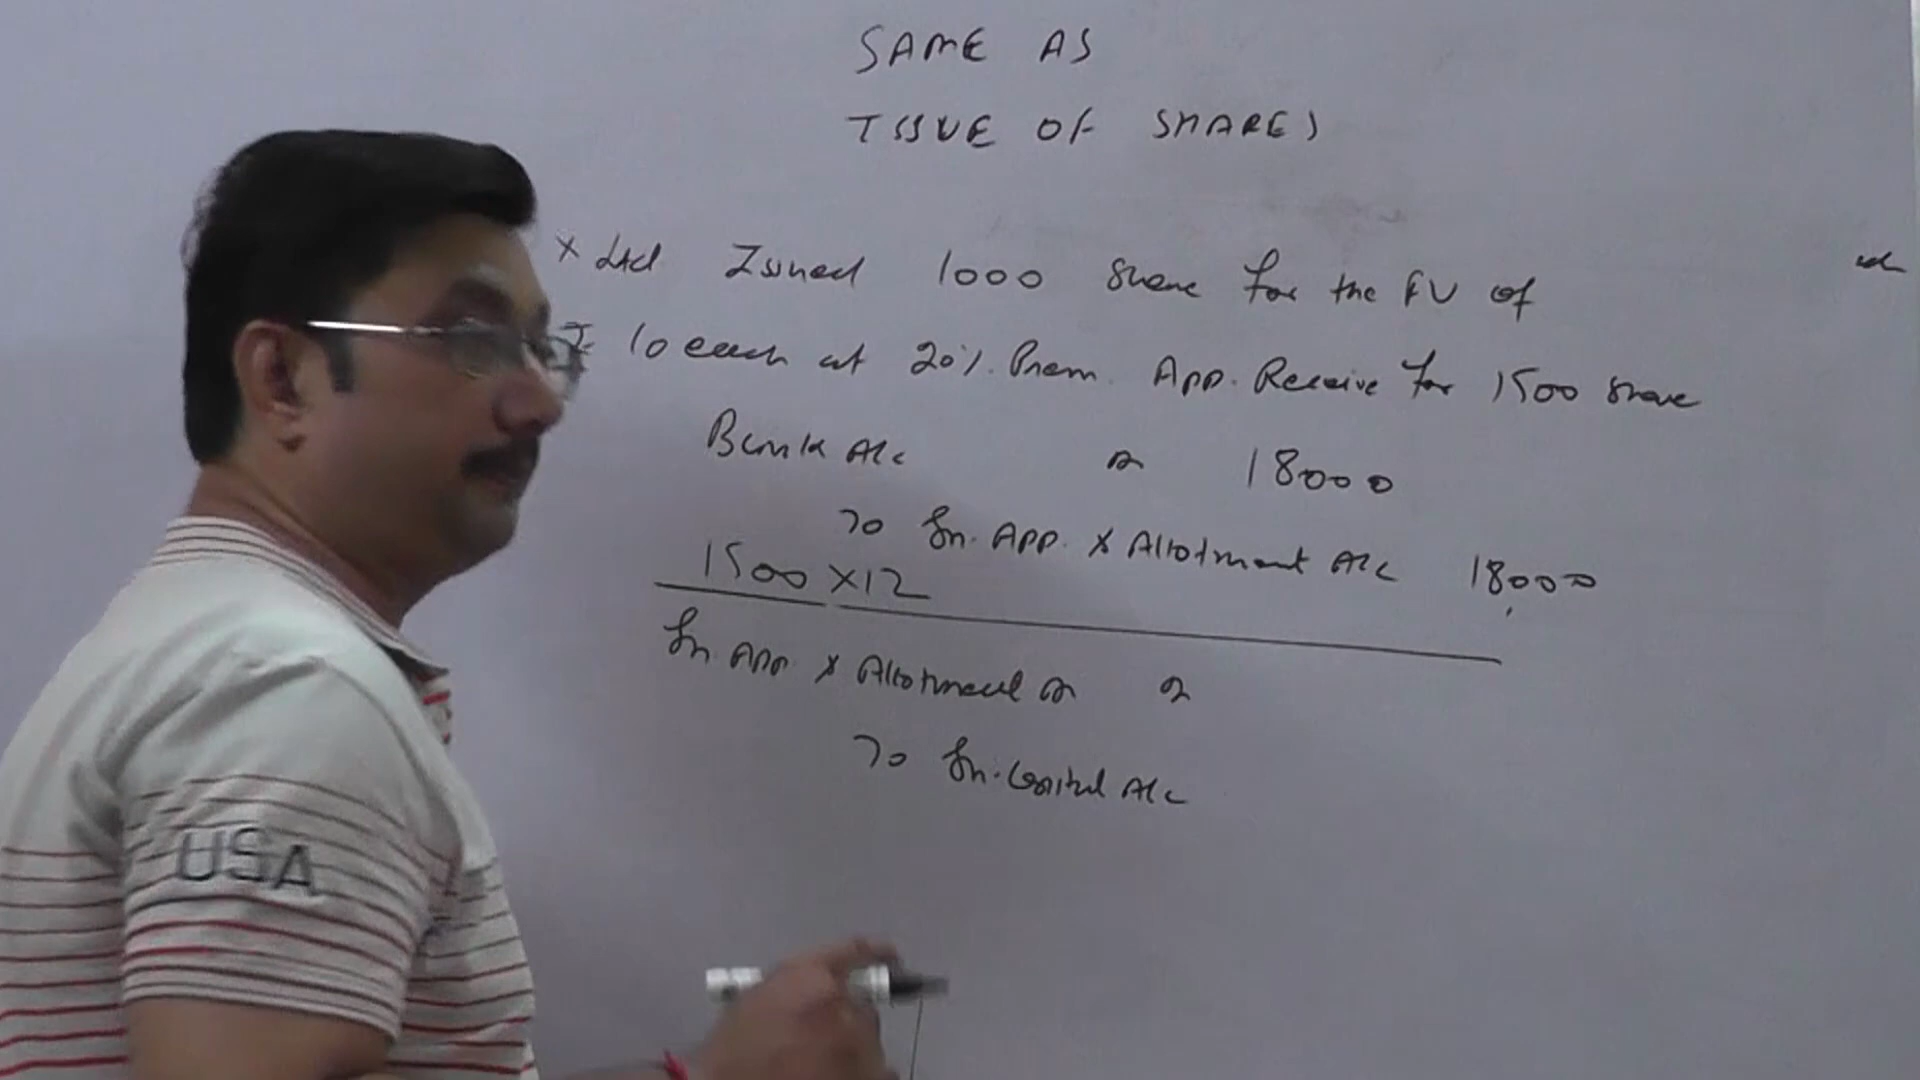 SAME AS
ISSUE OF SHARES
X Ltd Issued 1000 Share for the FV of
10 each at 20% Prem. App. Receive for 1500 Share
Bank A/c Dr 18000
To Sh. App. & Allotment A/c 18000
1500 X 12
Sh. App. & Allotment Dr
To Sh. Capital A/c
USA